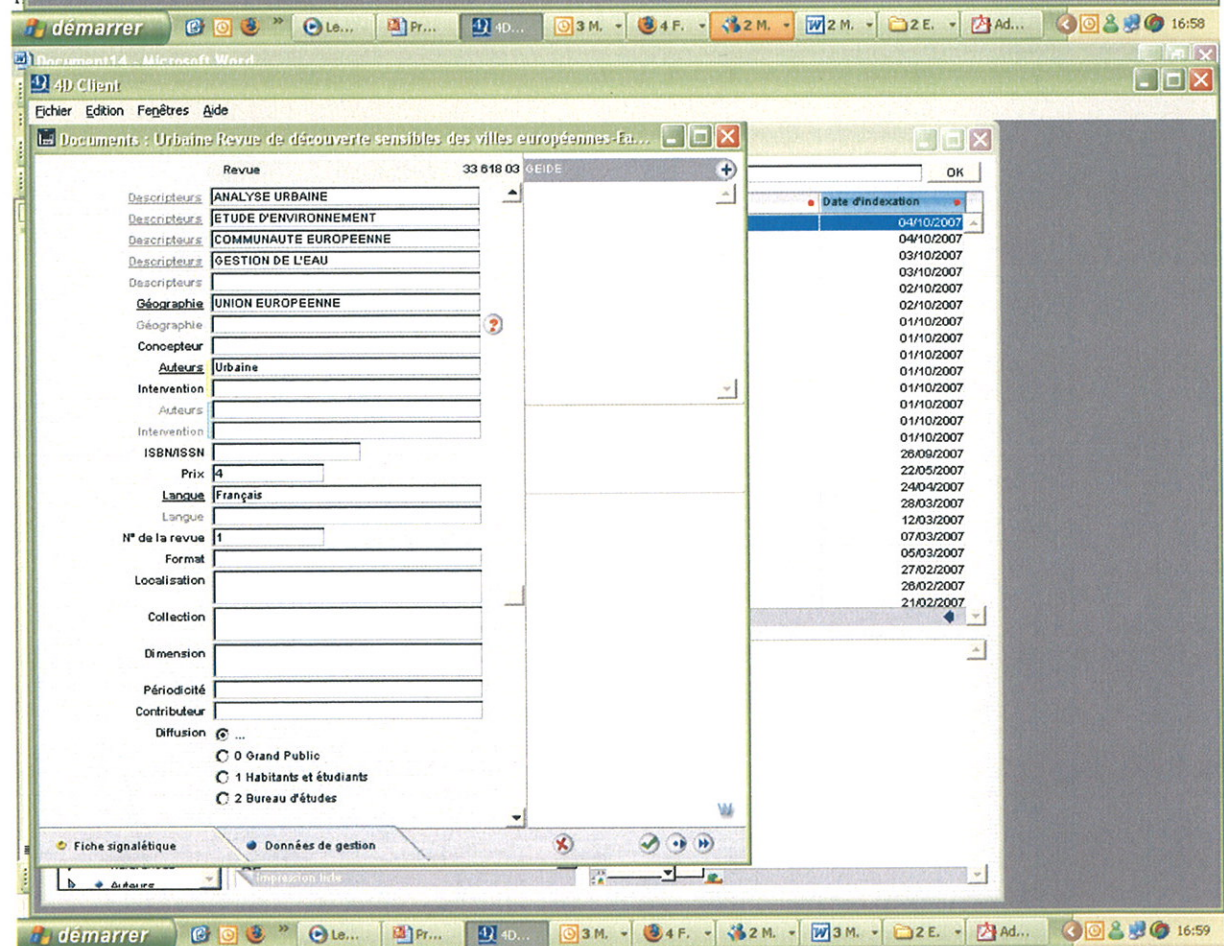 démarrer Le... Pr... 4D... 3 M. 4 F. 2 M. 2 M. 2 E. Ad... 16:58
Document14 - Microsoft Word
4D Client
Fichier Edition Fenêtres Aide
Documents : Urbaine Revue de découverte sensibles des villes européennes-Ea...
Revue 33 618 03 GEIDE
OK
Date d'indexation
Descripteurs ANALYSE URBAINE
Descripteurs ETUDE D'ENVIRONNEMENT
Descripteurs COMMUNAUTE EUROPEENNE
Descripteurs GESTION DE L'EAU
Descripteurs
Géographie UNION EUROPEENNE
Géographie
Concepteur
Auteurs Urbaine
Intervention
Auteurs
Intervention
ISBN/ISSN
Prix 4
Langue Français
Langue
N° de la revue 1
Format
Localisation
Collection
Dimension
Périodicité
Contributeur
Diffusion ...
0 Grand Public
1 Habitants et étudiants
2 Bureau d'études
04/10/2007
04/10/2007
03/10/2007
03/10/2007
02/10/2007
02/10/2007
01/10/2007
01/10/2007
01/10/2007
01/10/2007
01/10/2007
01/10/2007
01/10/2007
01/10/2007
26/09/2007
22/05/2007
24/04/2007
28/03/2007
12/03/2007
07/03/2007
05/03/2007
27/02/2007
26/02/2007
21/02/2007
Fiche signalétique Données de gestion
Auteurs
Impression liste
démarrer Le... Pr... 4D... 3 M. 4 F. 2 M. 3 M. 2 E. Ad... 16:59